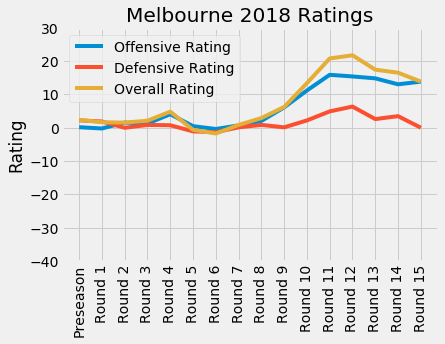 Melbourne 2018 Ratings
Offensive Rating
Defensive Rating
Overall Rating
Rating
30
20
10
0
−10
−20
−30
−40
Preseason
Round 1
Round 2
Round 3
Round 4
Round 5
Round 6
Round 7
Round 8
Round 9
Round 10
Round 11
Round 12
Round 13
Round 14
Round 15